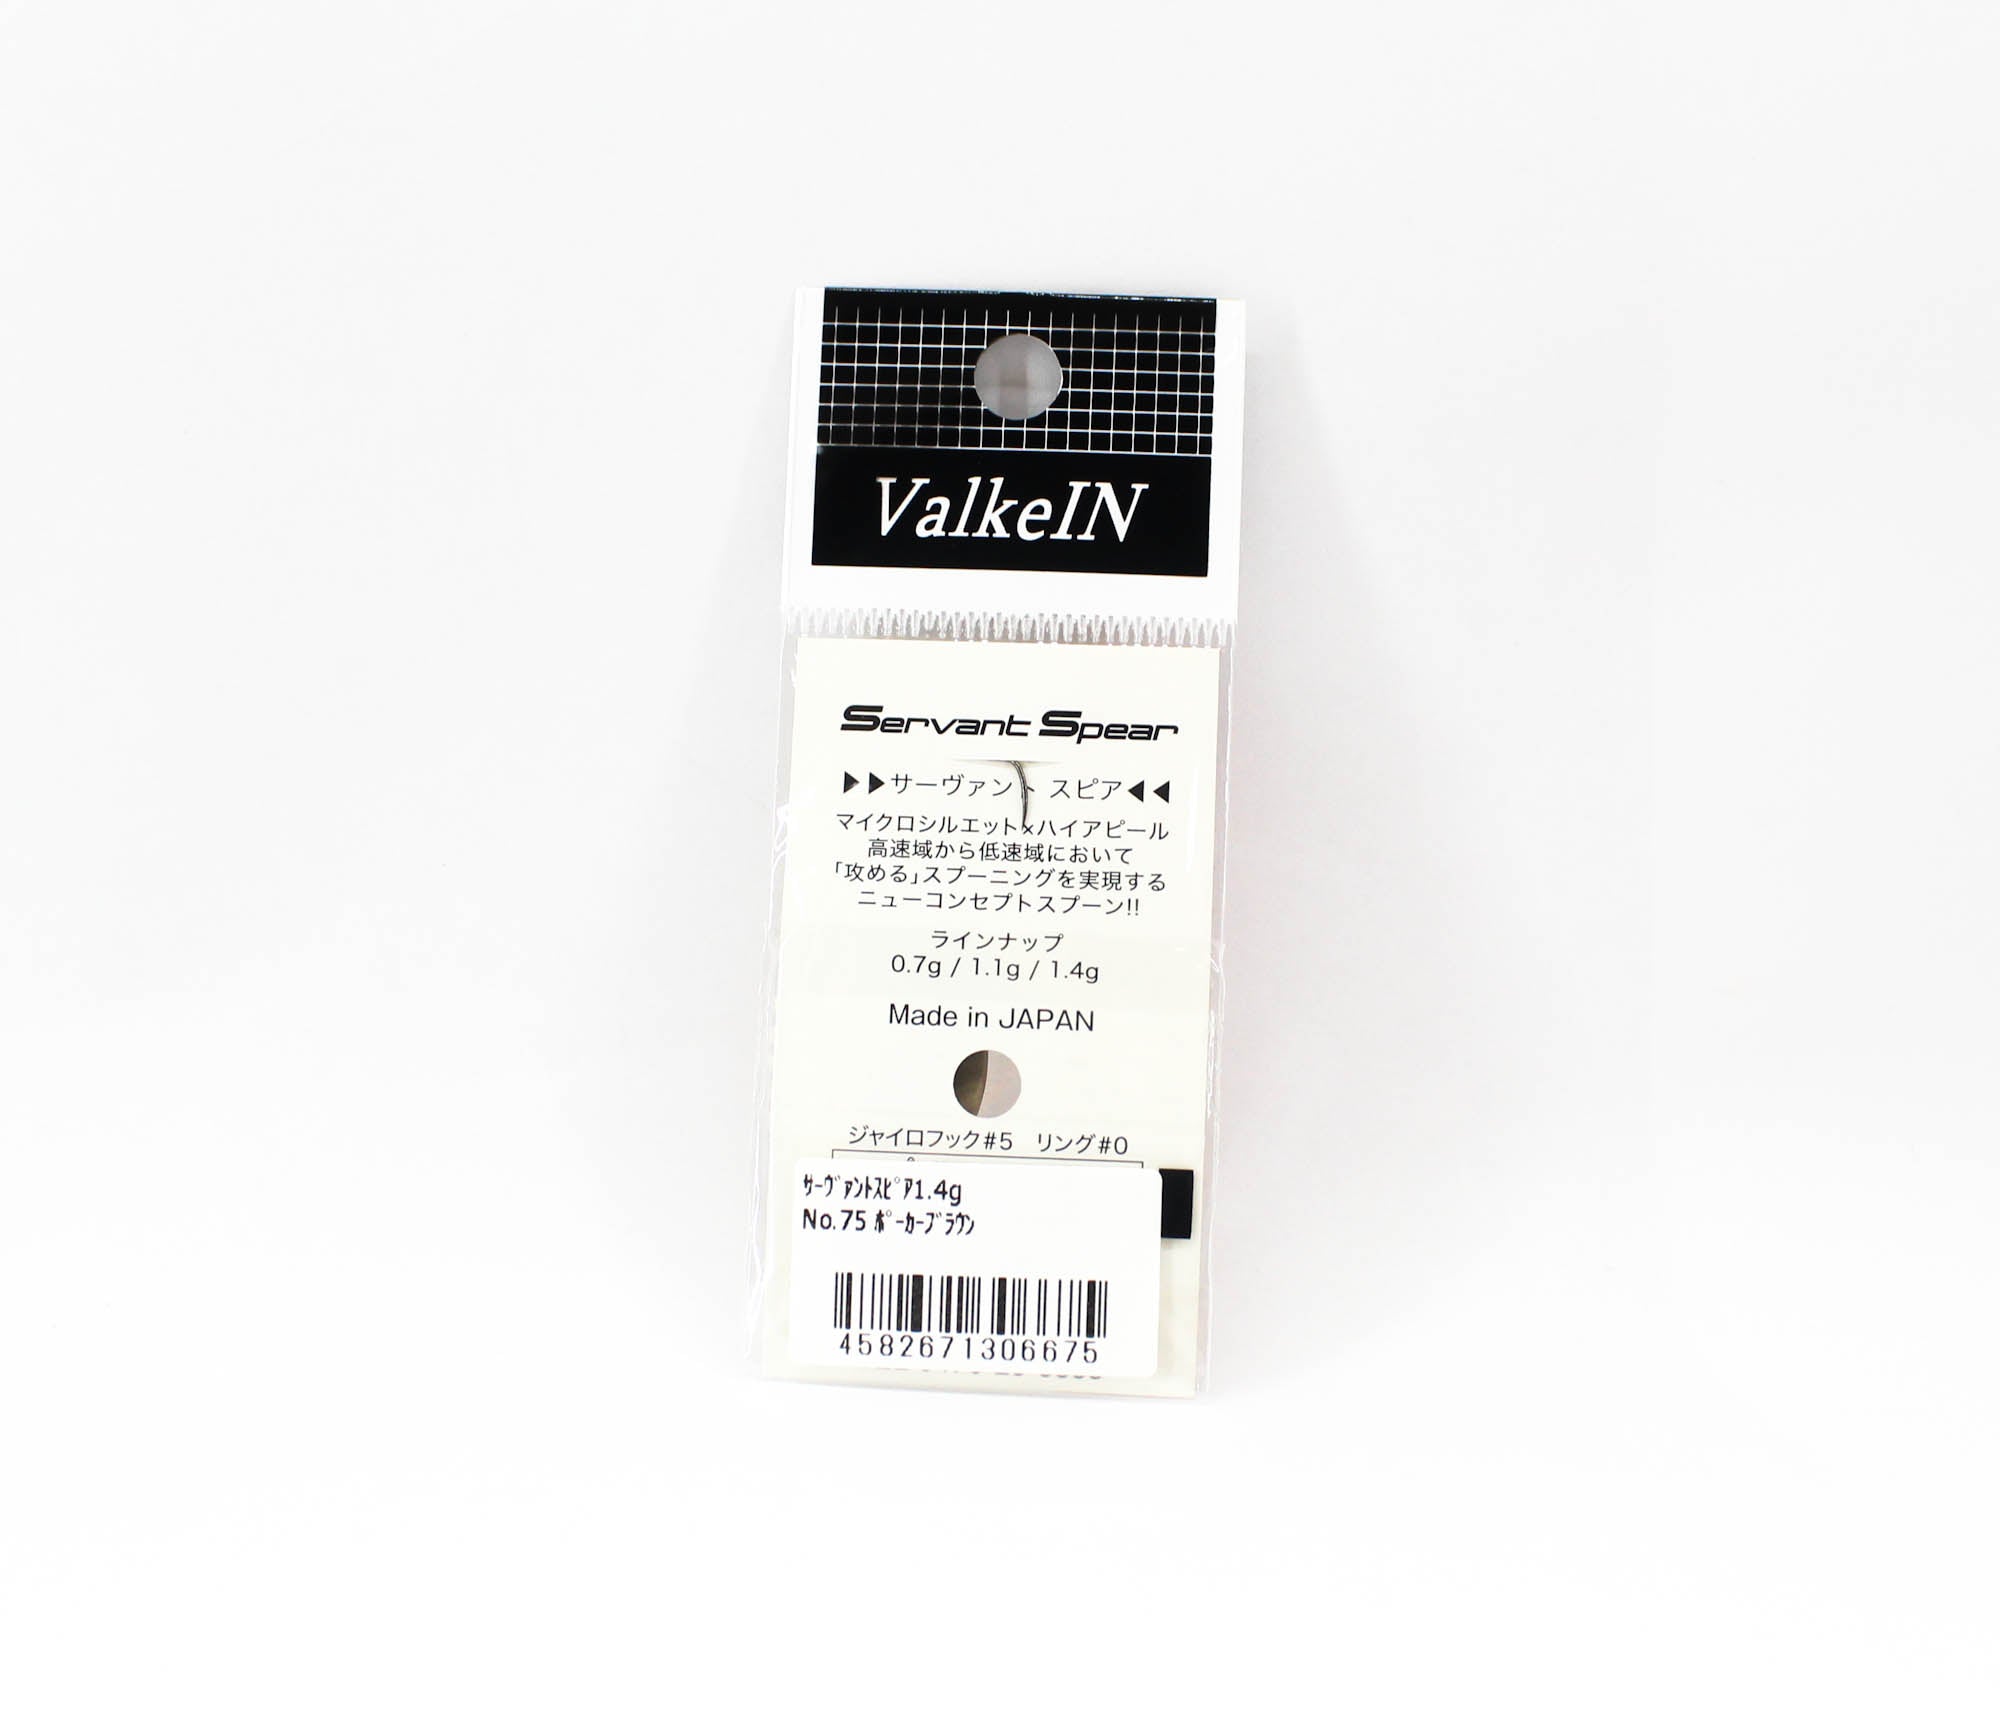 ValkeIN
Servant Spear
▶▶サーヴァント スピア◀◀
マイクロシルエット×ハイアピール
高速域から低速域において
「攻める」スプーニングを実現する
ニューコンセプトスプーン!!
ラインナップ
0.7g / 1.1g / 1.4g
Made in JAPAN
ジャイロフック#5　リング#0
ｻｰｳﾞｧﾝﾄｽﾋﾟｱ1.4g
No.75 ﾎﾟｰｶｰﾌﾞﾗｳﾝ
4582671306675